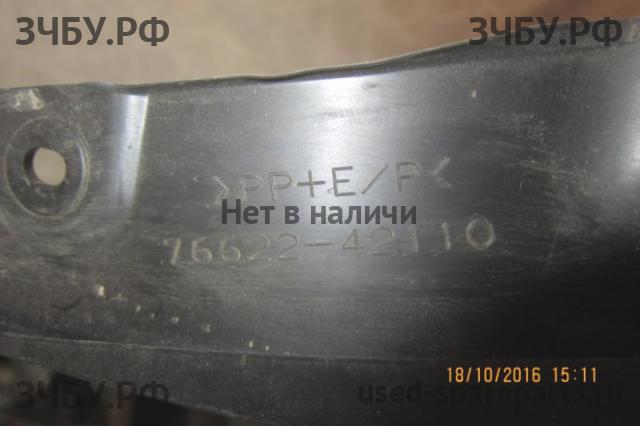 ЗЧБУ.РФ ЗЧБУ.РФ
>PP+E/P<
Нет в наличи
76622-42110
18/10/2016 15:11
ЗЧБУ.РФ used-spareparts.ru